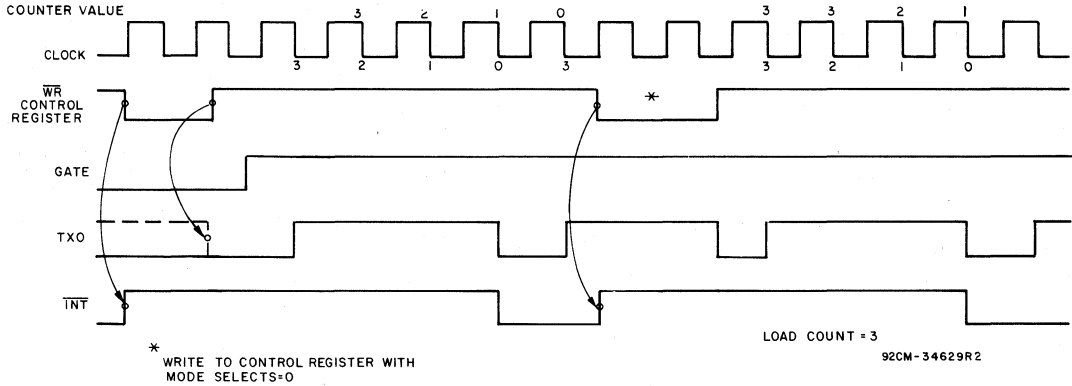 COUNTER VALUE 3 2 1 0 3 3 2 1
CLOCK
3 2 1 0 3 3 2 1 0
WR
CONTROL
REGISTER
*
GATE
TXO
INT
LOAD COUNT = 3
* WRITE TO CONTROL REGISTER WITH
MODE SELECTS=0
92CM-34629R2